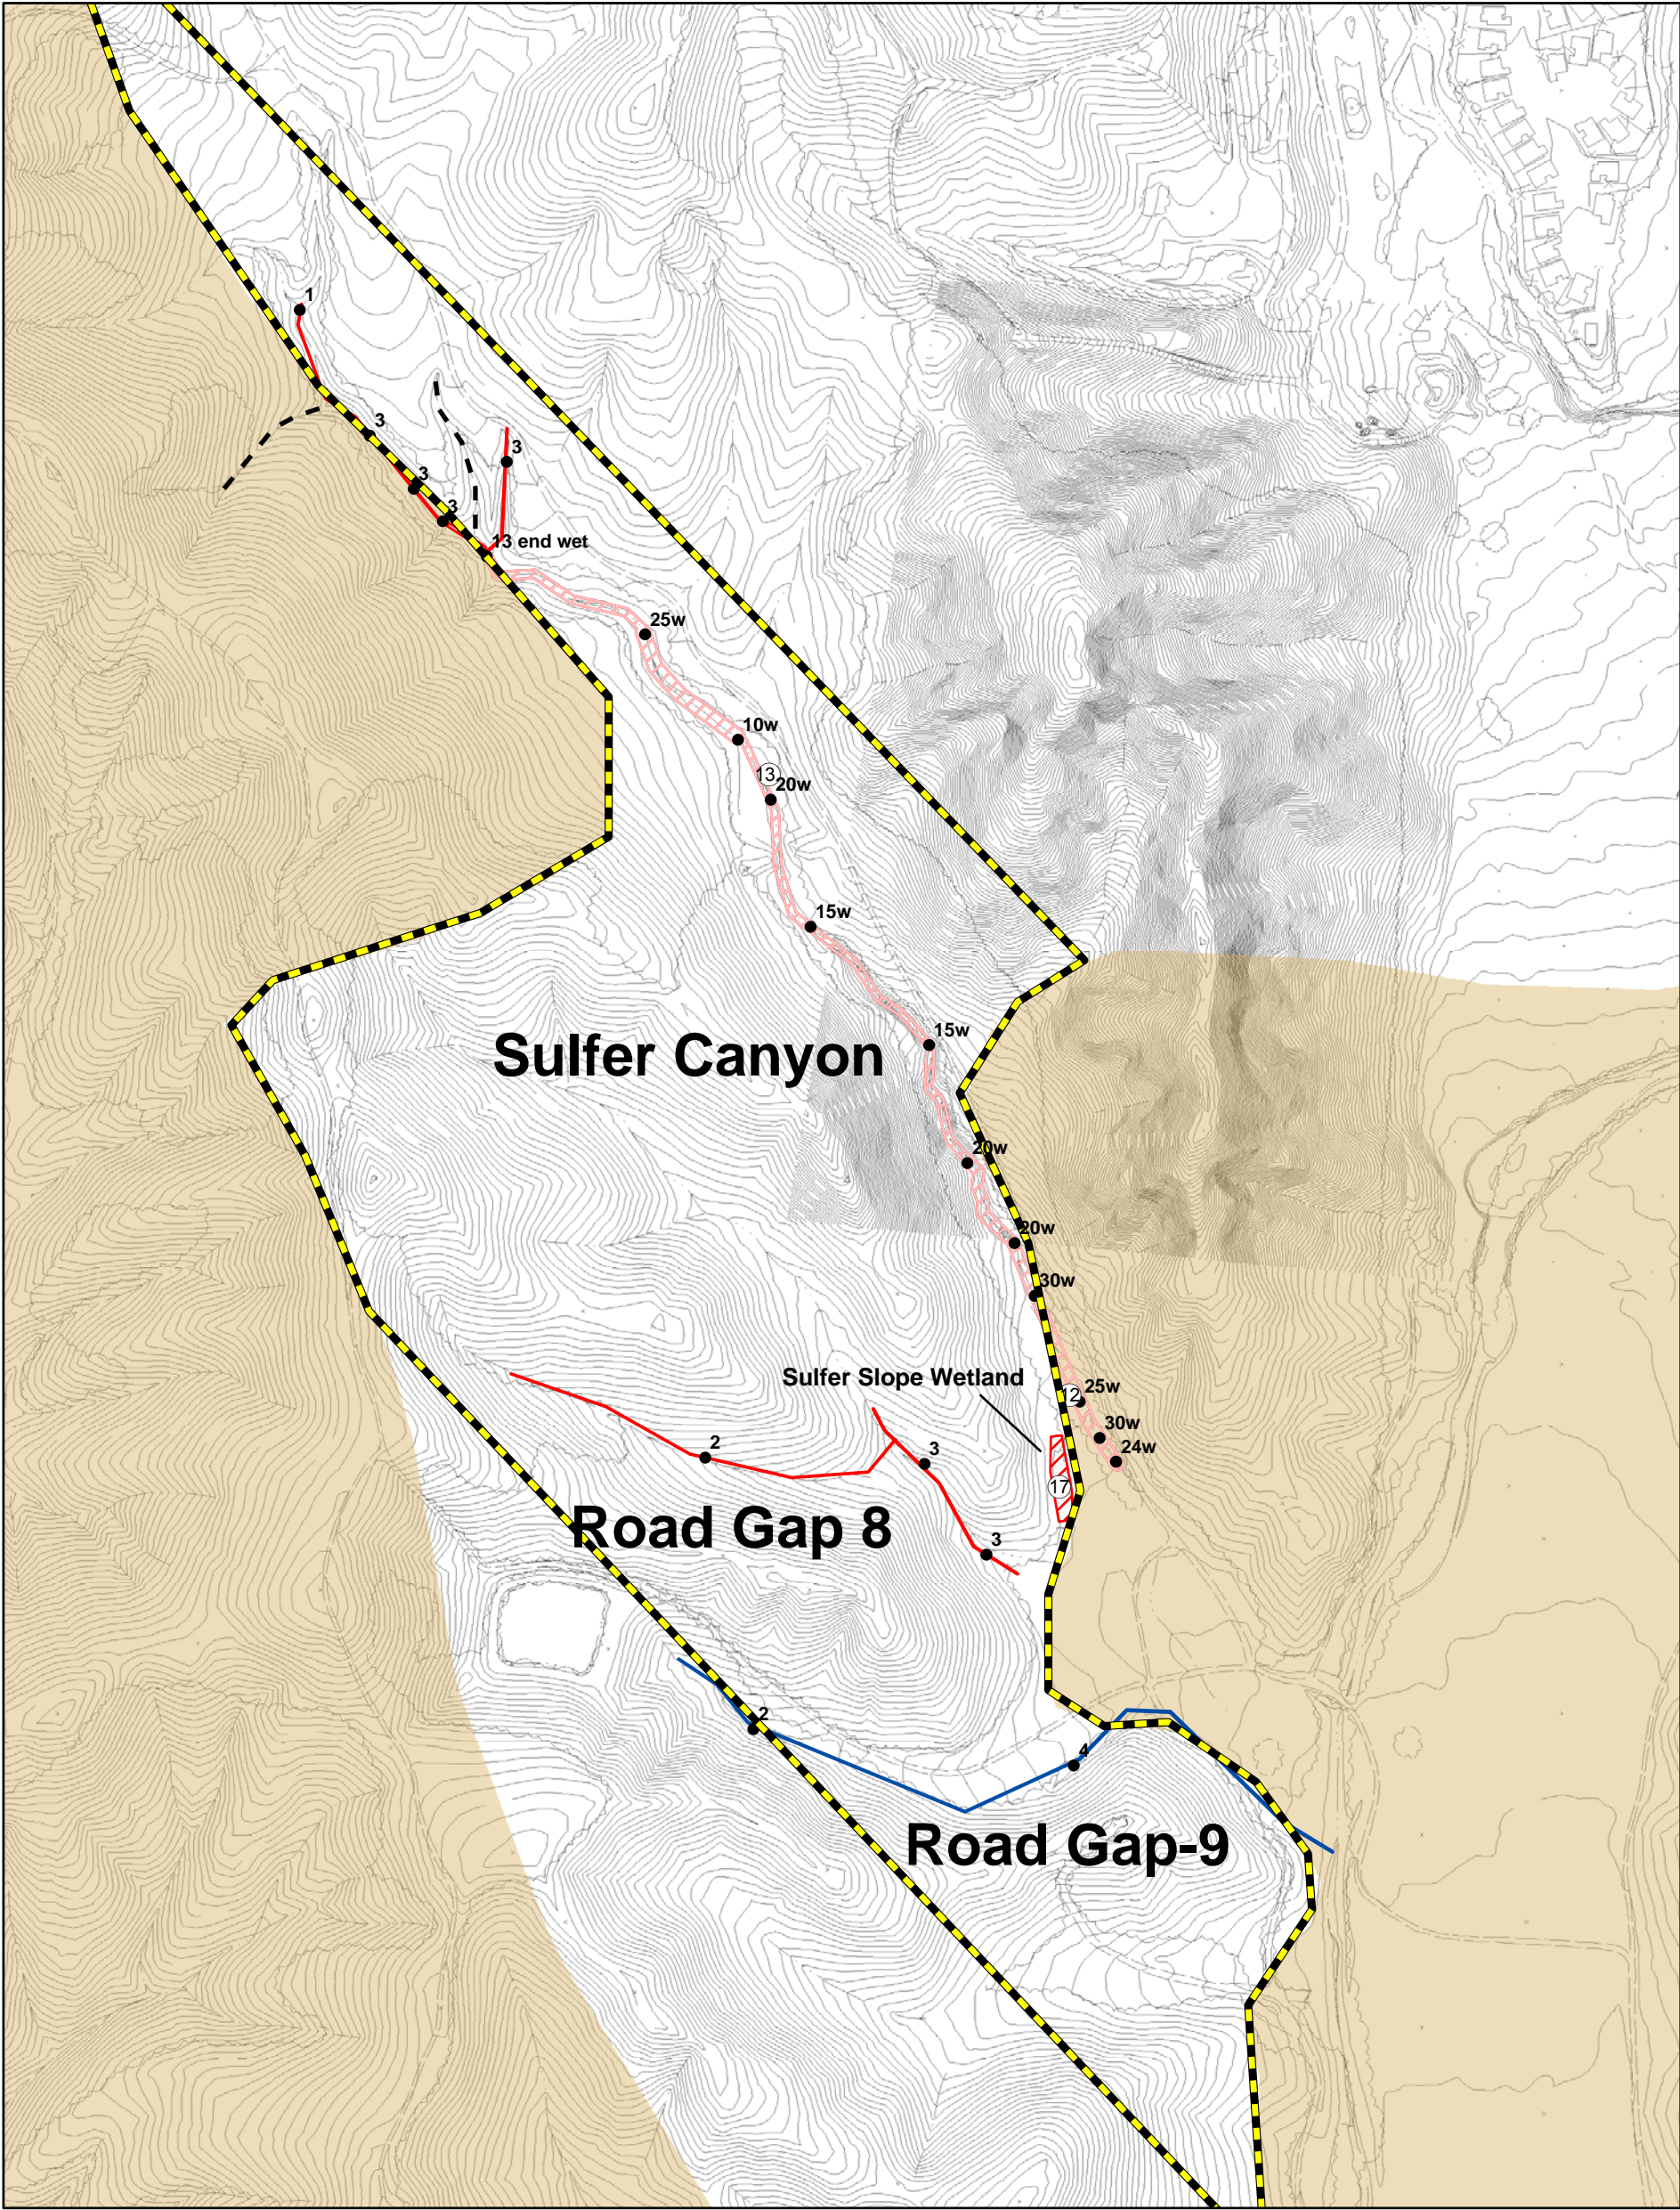 1
3
3
3
3
13 end wet
25w
10w
13
20w
15w
15w
Sulfer Canyon
20w
20w
30w
Sulfer Slope Wetland
12
25w
30w
24w
2
3
17
Road Gap 8
3
2
4
Road Gap-9